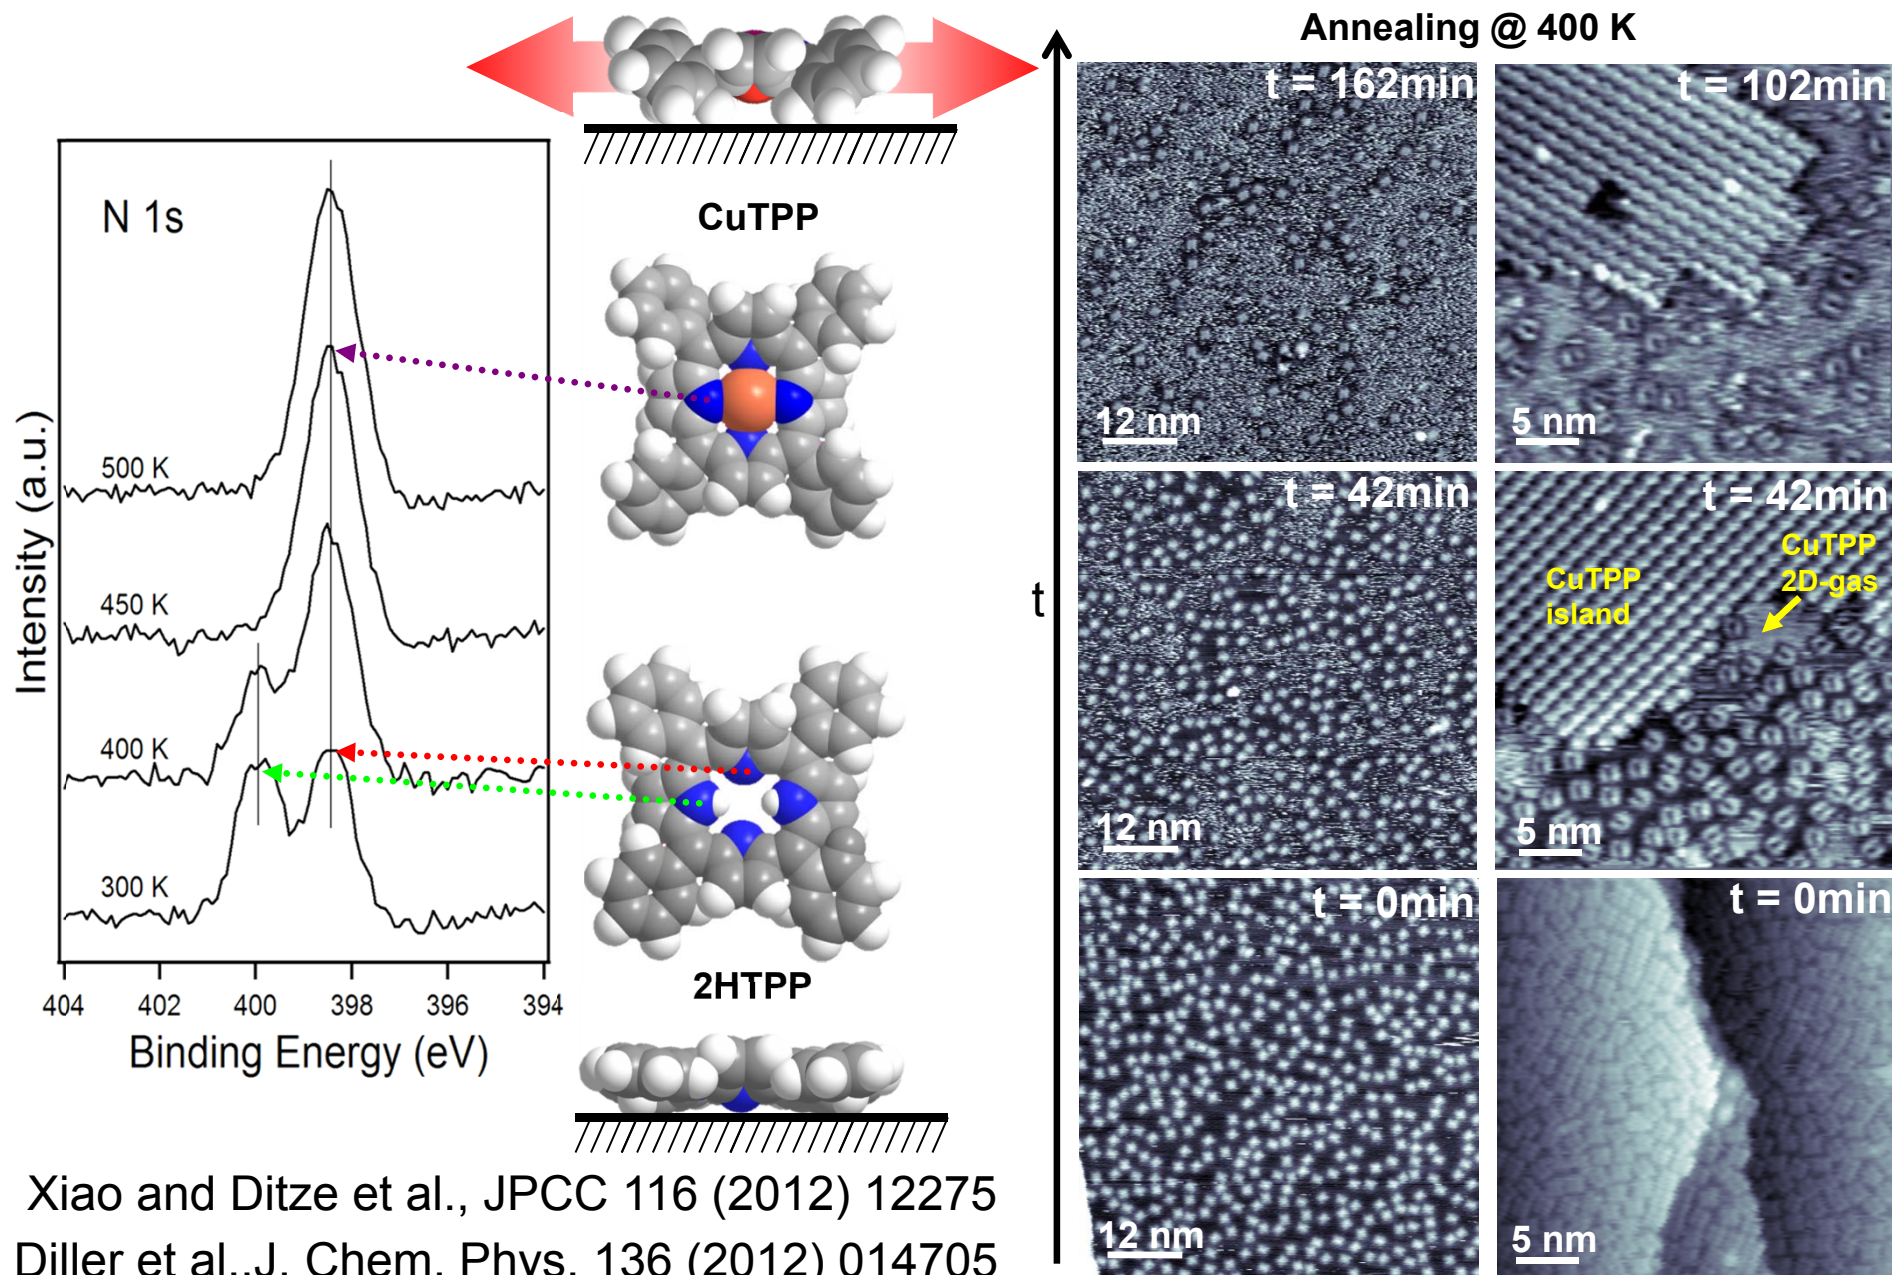 Annealing @ 400 K
N 1s
500 K
450 K
400 K
300 K
Intensity (a.u.)
404 402 400 398 396 394
Binding Energy (eV)
CuTPP
2HTPP
t
t = 162min
12 nm
t = 102min
5 nm
t = 42min
12 nm
t = 42min
CuTPP
island
CuTPP
2D-gas
5 nm
t = 0min
12 nm
t = 0min
5 nm
Xiao and Ditze et al., JPCC 116 (2012) 12275
Diller et al.,J. Chem. Phys. 136 (2012) 014705